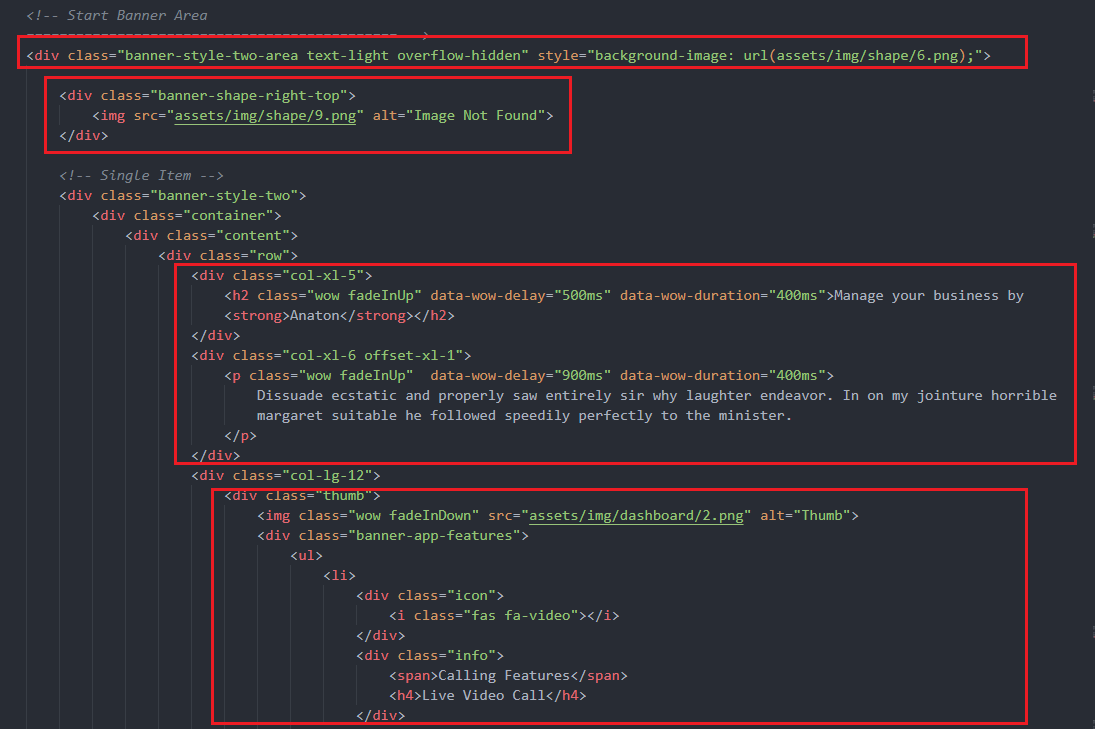 <!-- Start Banner Area
============================================= -->
<div class="banner-style-two-area text-light overflow-hidden" style="background-image: url(assets/img/shape/6.png);">
<div class="banner-shape-right-top">
<img src="assets/img/shape/9.png" alt="Image Not Found">
</div>
<!-- Single Item -->
<div class="banner-style-two">
<div class="container">
<div class="content">
<div class="row">
<div class="col-xl-5">
<h2 class="wow fadeInUp" data-wow-delay="500ms" data-wow-duration="400ms">Manage your business by
<strong>Anaton</strong></h2>
</div>
<div class="col-xl-6 offset-xl-1">
<p class="wow fadeInUp"  data-wow-delay="900ms" data-wow-duration="400ms">
Dissuade ecstatic and properly saw entirely sir why laughter endeavor. In on my jointure horrible
margaret suitable he followed speedily perfectly to the minister.
</p>
</div>
<div class="col-lg-12">
<div class="thumb">
<img class="wow fadeInDown" src="assets/img/dashboard/2.png" alt="Thumb">
<div class="banner-app-features">
<ul>
<li>
<div class="icon">
<i class="fas fa-video"></i>
</div>
<div class="info">
<span>Calling Features</span>
<h4>Live Video Call</h4>
</div>